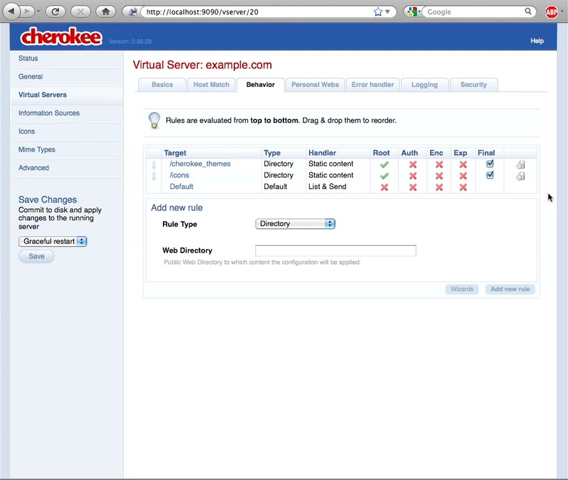 http://localhost:9090/vserver/20
Google
ABP
cherokee
Help
Status
General
Virtual Servers
Information Sources
Icons
Mime Types
Advanced
Save Changes
Commit to disk and apply
changes to the running
server
Graceful restart
Save
Virtual Server: example.com
Basics Host Match Behavior Personal Webs Error handler Logging Security
Rules are evaluated from top to bottom. Drag & drop them to reorder.
Target Type Handler Root Auth Enc Exp Final
/cherokee_themes Directory Static content
/icons Directory Static content
Default Default List & Send
Add new rule
Rule Type Directory
Web Directory
Public Web Directory to which content the configuration will be applied.
Wizards Add new rule